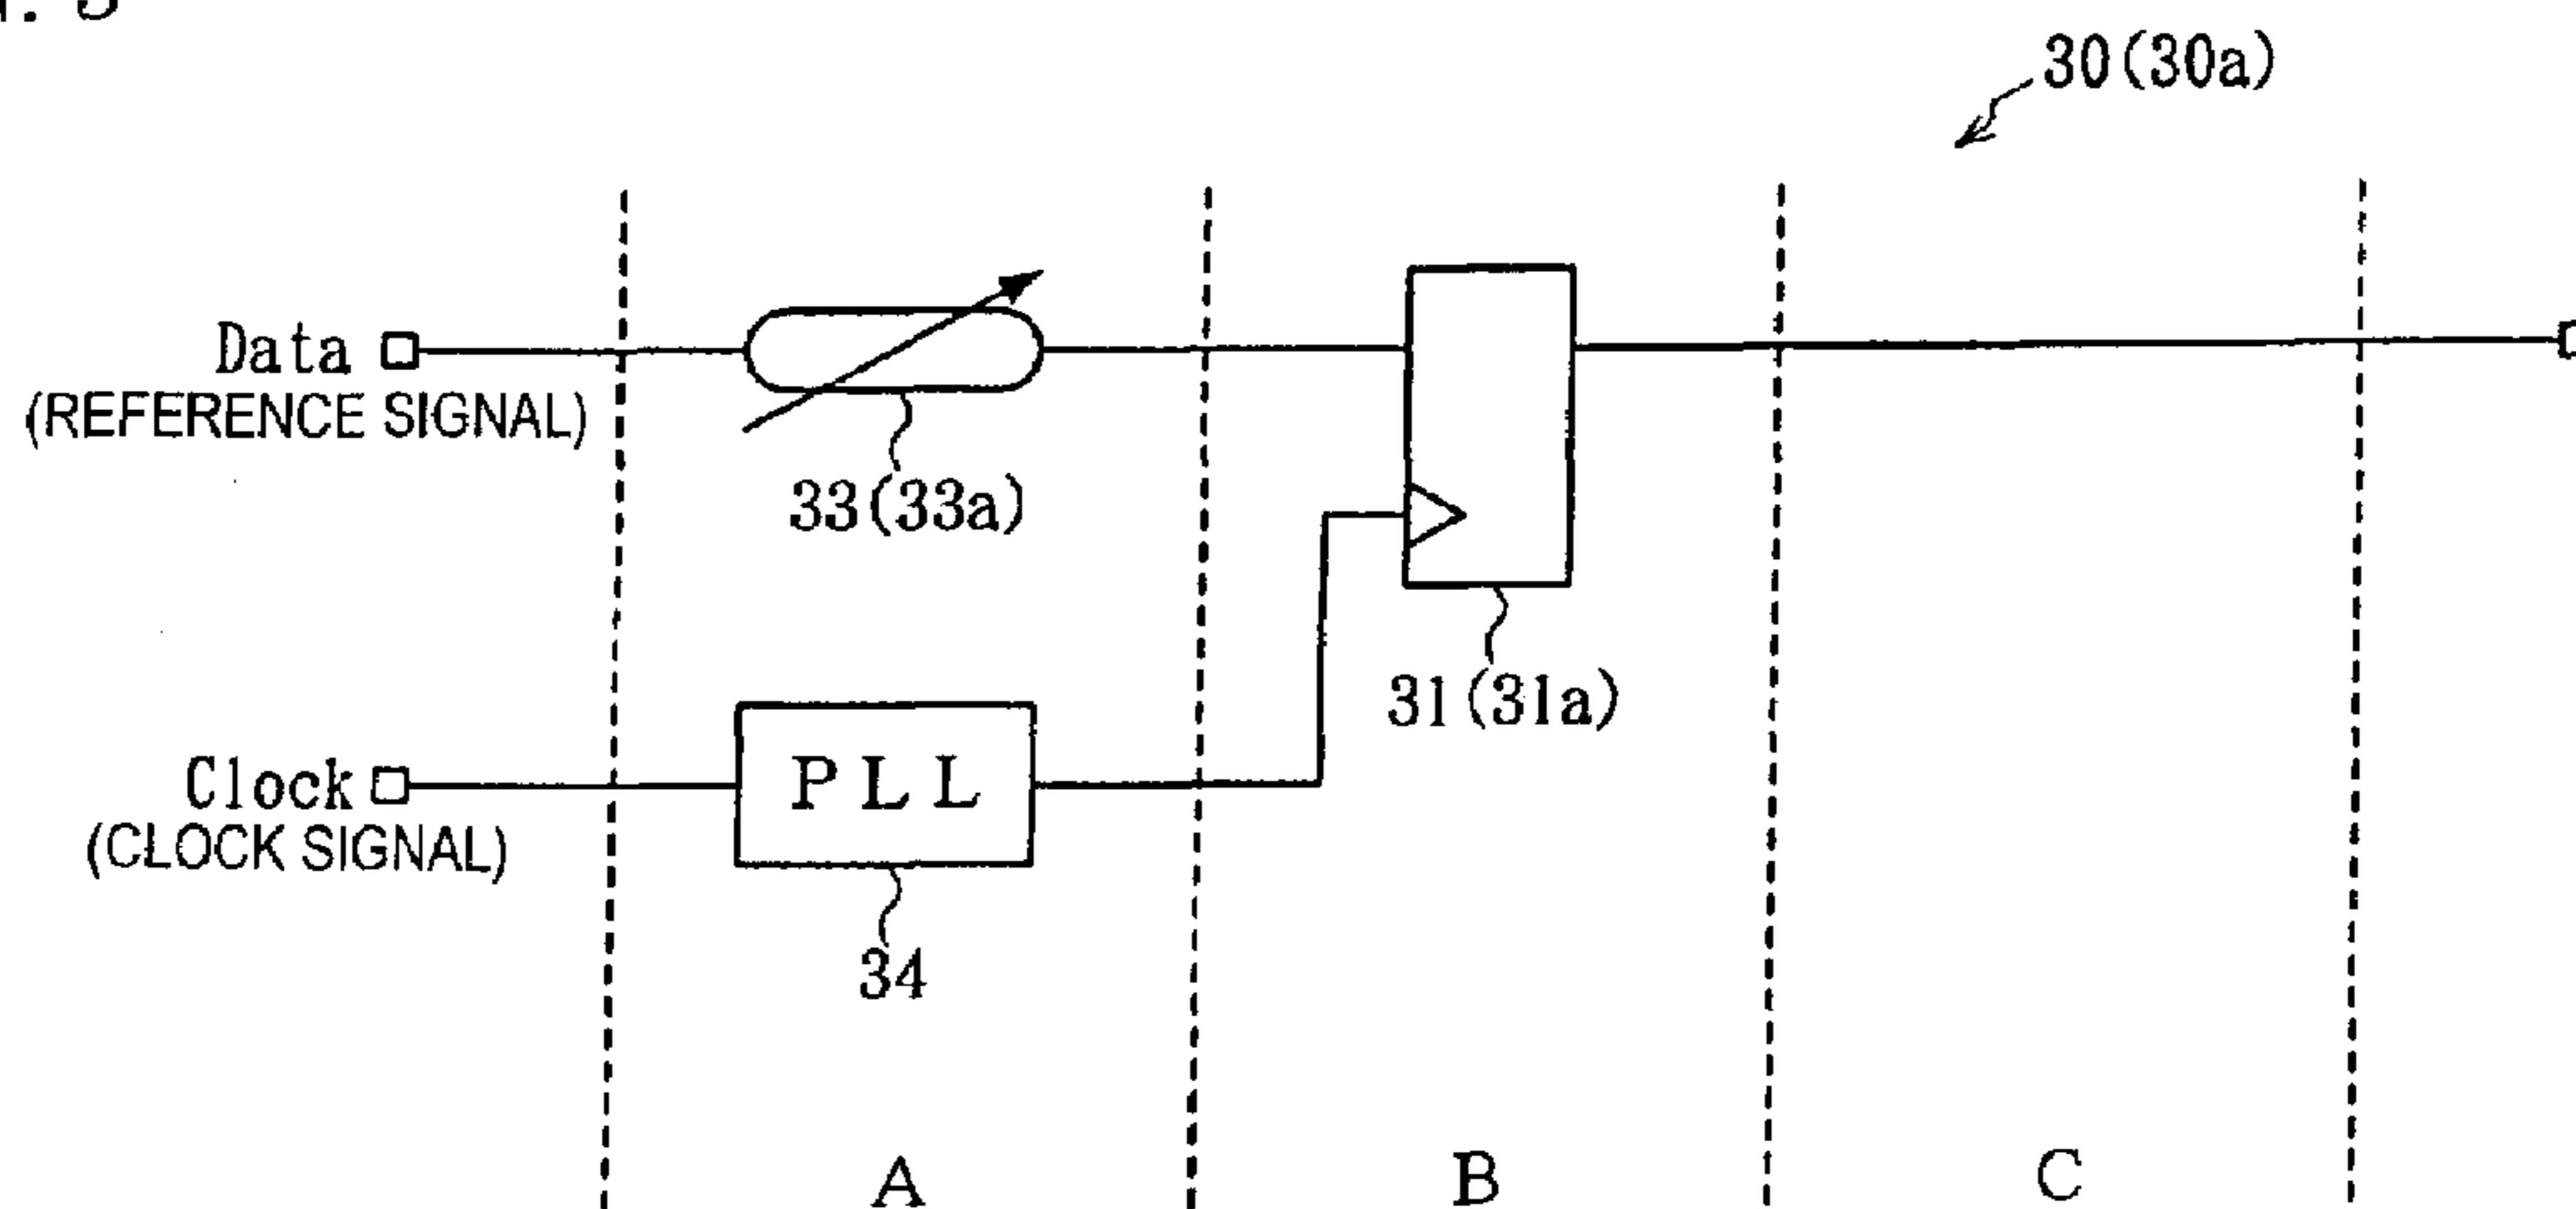 30(30a)
Data
(REFERENCE SIGNAL)
33(33a)
31(31a)
Clock
(CLOCK SIGNAL)
PLL
34
A
B
C